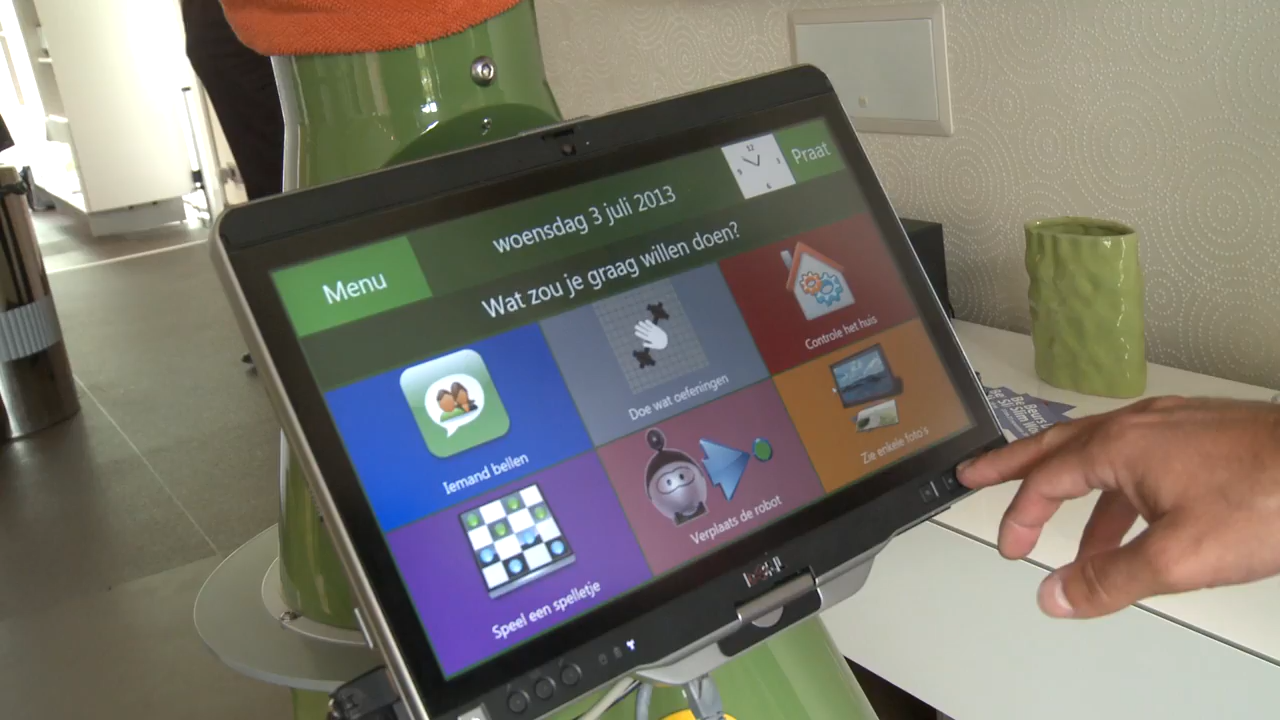 woensdag 3 juli 2013
Praat
Menu
Wat zou je graag willen doen?
Iemand bellen
Doe wat oefeningen
Controle het huis
Speel een spelletje
Verplaats de robot
Zie enkele foto's
DELL